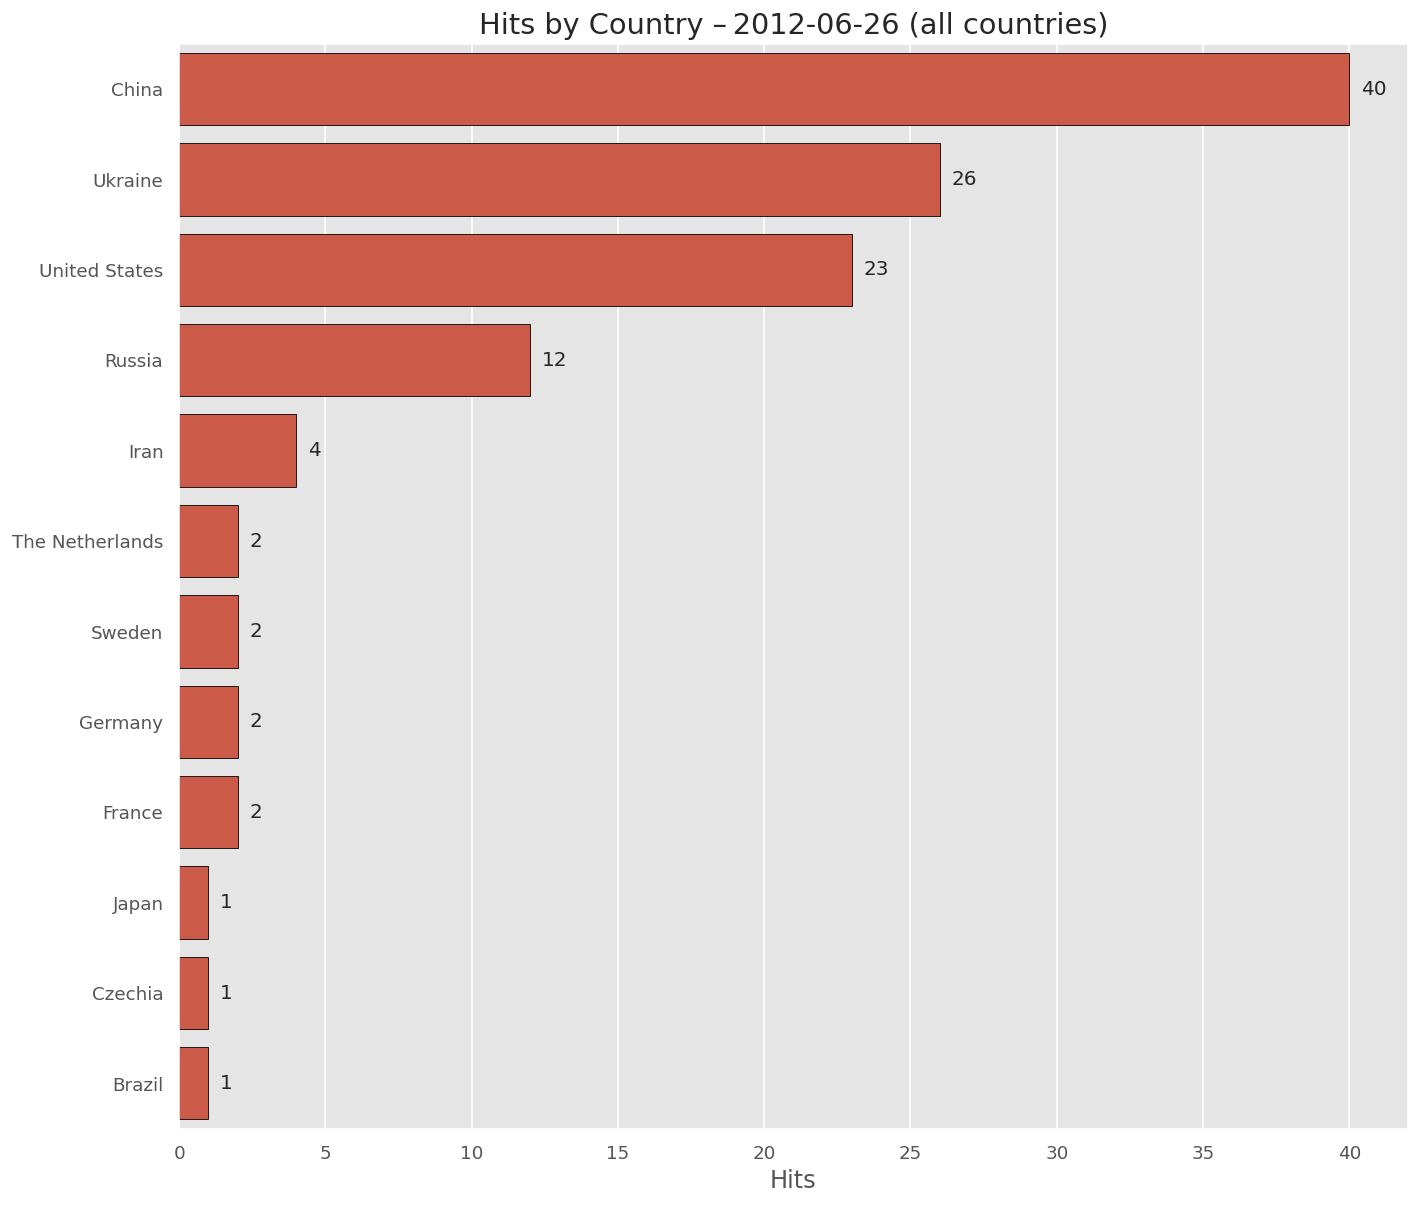 Hits by Country – 2012-06-26 (all countries)
China 40
Ukraine 26
United States 23
Russia 12
Iran 4
The Netherlands 2
Sweden 2
Germany 2
France 2
Japan 1
Czechia 1
Brazil 1
0 5 10 15 20 25 30 35 40
Hits